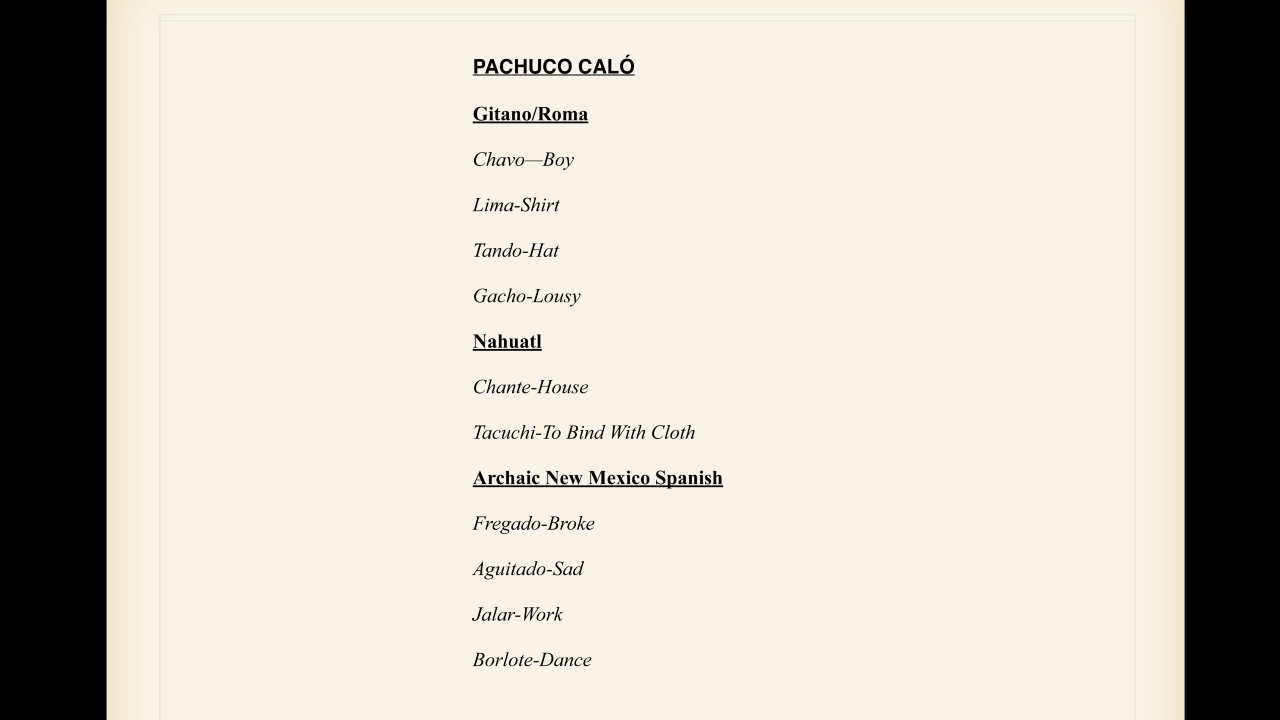 PACHUCO CALÓ
Gitano/Roma
Chavo—Boy
Lima-Shirt
Tando-Hat
Gacho-Lousy
Nahuatl
Chante-House
Tacuchi-To Bind With Cloth
Archaic New Mexico Spanish
Fregado-Broke
Aguitado-Sad
Jalar-Work
Borlote-Dance